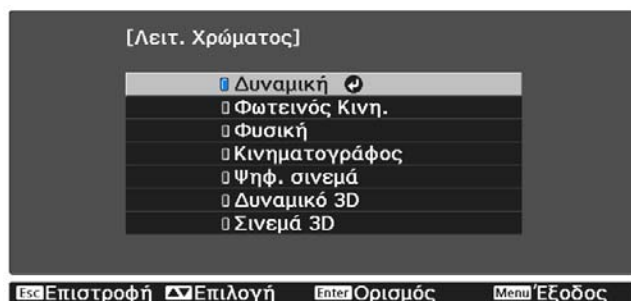 [Λειτ. Χρώματος]
Δυναμική
Φωτεινός Κινη.
Φυσική
Κινηματογράφος
Ψηφ. σινεμά
Δυναμικό 3D
Σινεμά 3D
Esc Επιστροφή Επιλογή Enter Ορισμός Menu Έξοδος